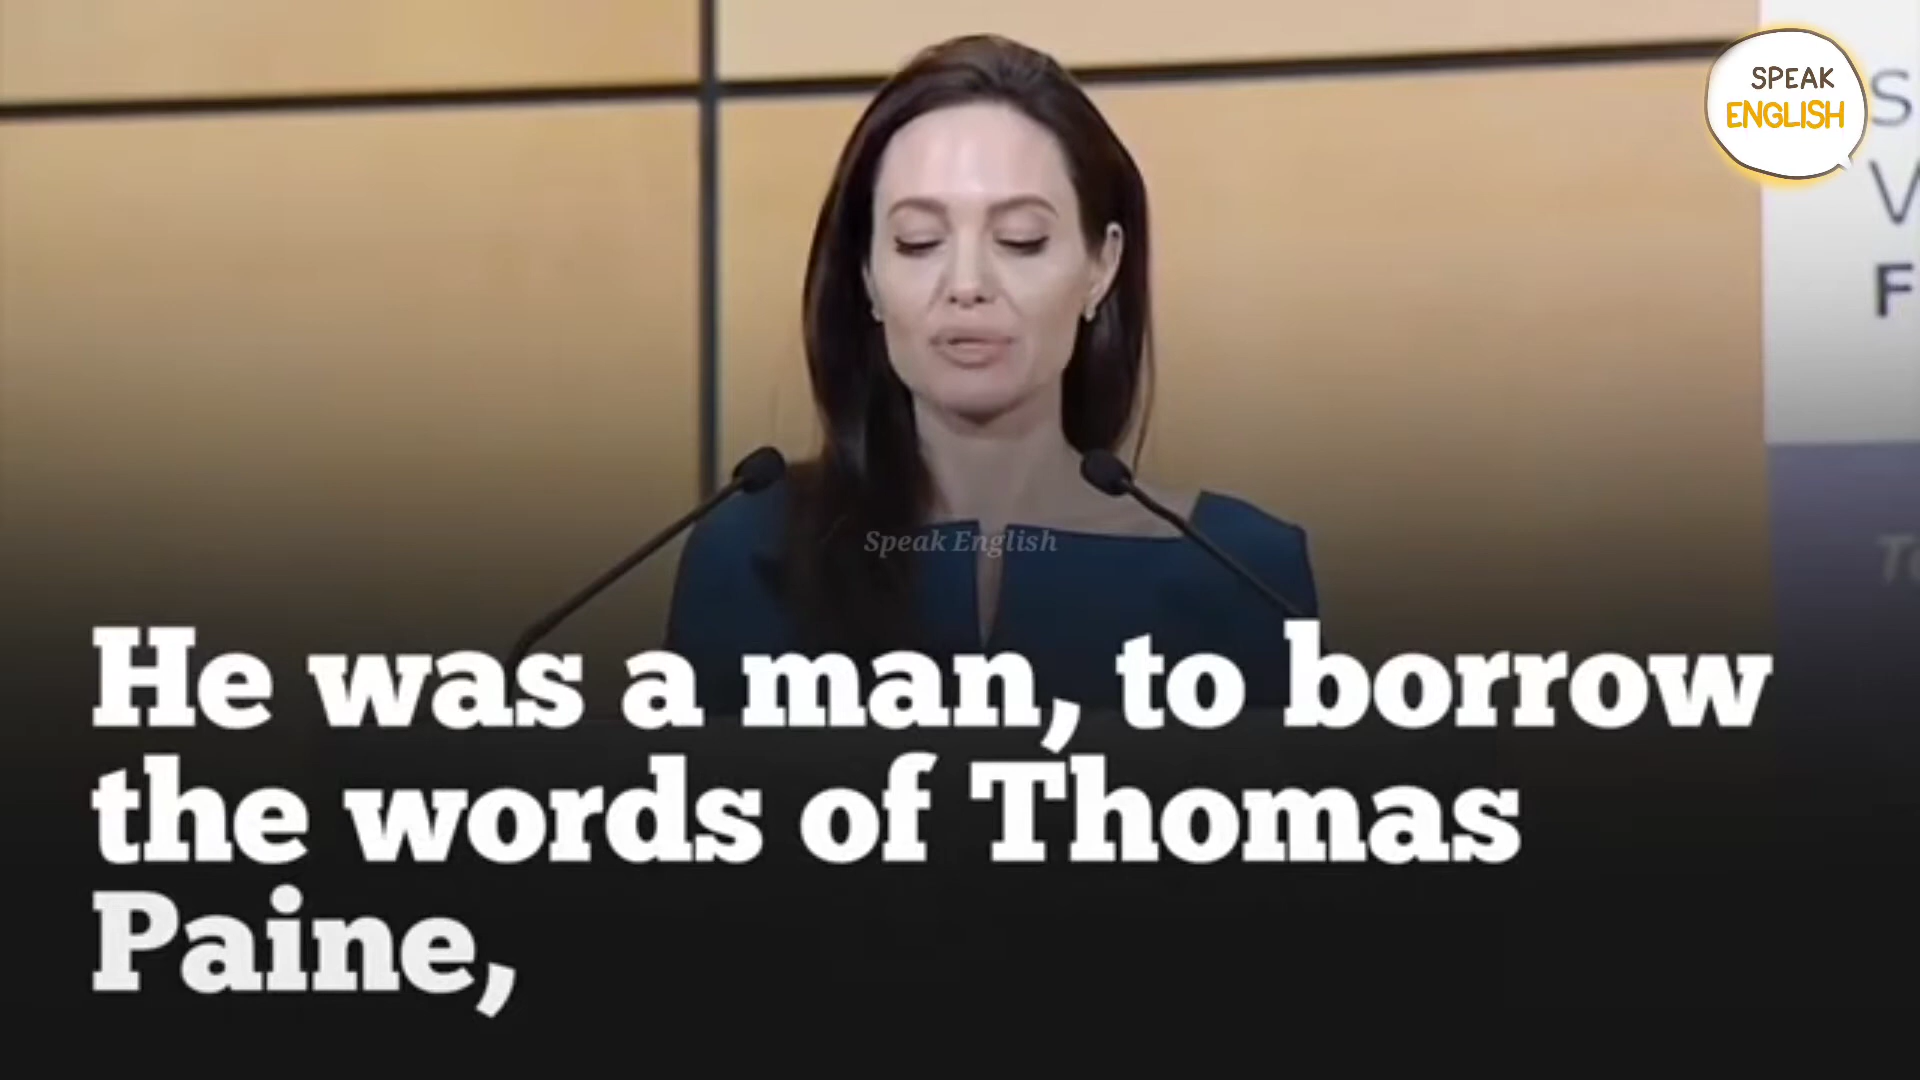 SPEAK
ENGLISH
Speak English
He was a man, to borrow
the words of Thomas
Paine,